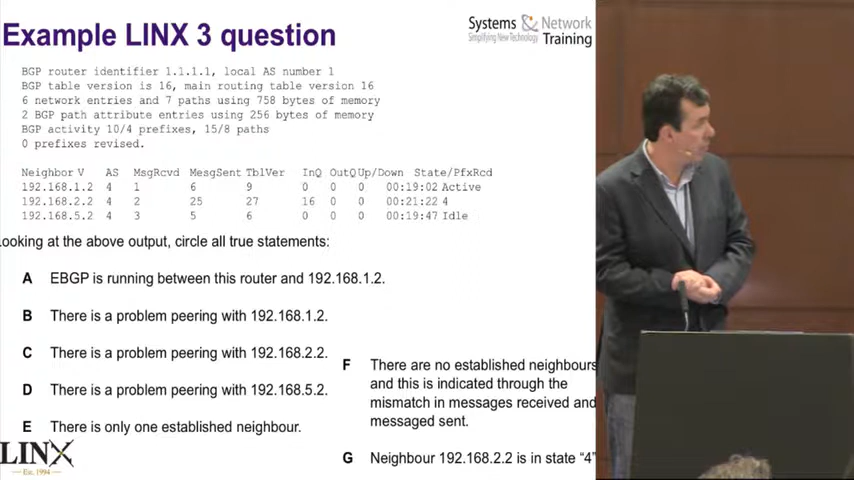 Example LINX 3 question
Systems Network
Simplifying New Technology Training
BGP router identifier 1.1.1.1, local AS number 1
BGP table version is 16, main routing table version 16
6 network entries and 7 paths using 758 bytes of memory
2 BGP path attribute entries using 256 bytes of memory
BGP activity 10/4 prefixes, 15/8 paths
0 prefixes revised.
Neighbor V AS MsgRcvd MesgSent TblVer InQ OutQ Up/Down State/PfxRcd
192.168.1.2 4 1 6 9 0 0 00:19:02 Active
192.168.2.2 4 2 25 27 16 0 0 00:21:22 4
192.168.5.2 4 3 5 6 0 0 00:19:47 Idle
ooking at the above output, circle all true statements:
A EBGP is running between this router and 192.168.1.2.
B There is a problem peering with 192.168.1.2.
C There is a problem peering with 192.168.2.2.
D There is a problem peering with 192.168.5.2.
E There is only one established neighbour.
F There are no established neighbours
and this is indicated through the
mismatch in messages received and
messaged sent.
G Neighbour 192.168.2.2 is in state "4"
LINX
Est. 1994